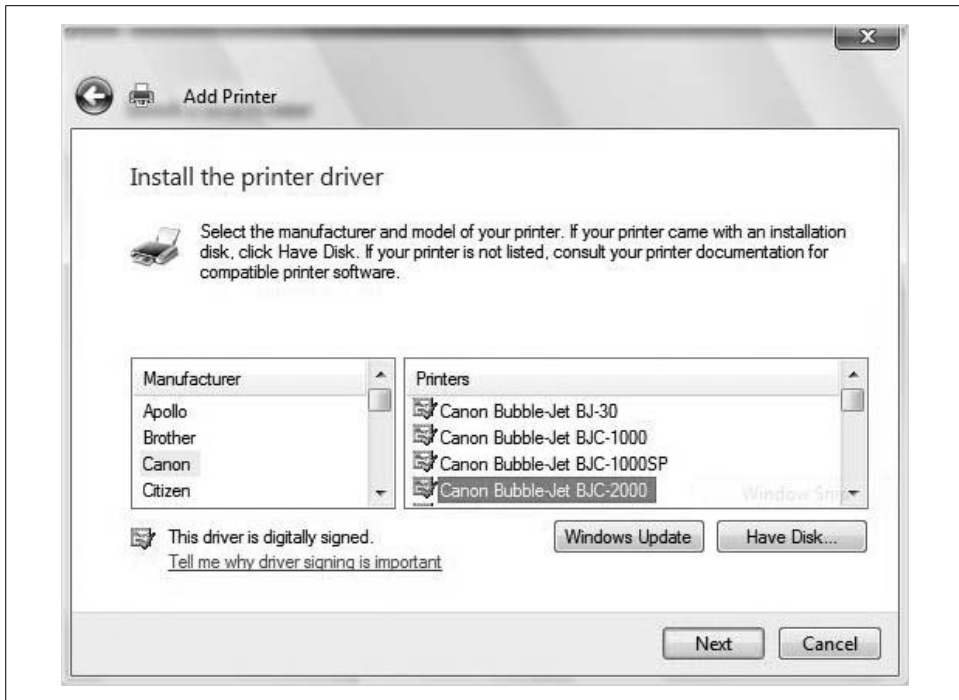 X
Add Printer
Install the printer driver
Select the manufacturer and model of your printer. If your printer came with an installation
disk, click Have Disk. If your printer is not listed, consult your printer documentation for
compatible printer software.
Manufacturer
Apollo
Brother
Canon
Citizen
Printers
Canon Bubble-Jet BJ-30
Canon Bubble-Jet BJC-1000
Canon Bubble-Jet BJC-1000SP
Canon Bubble-Jet BJC-2000
Window
This driver is digitally signed.
Tell me why driver signing is important
Windows Update
Have Disk...
Next
Cancel